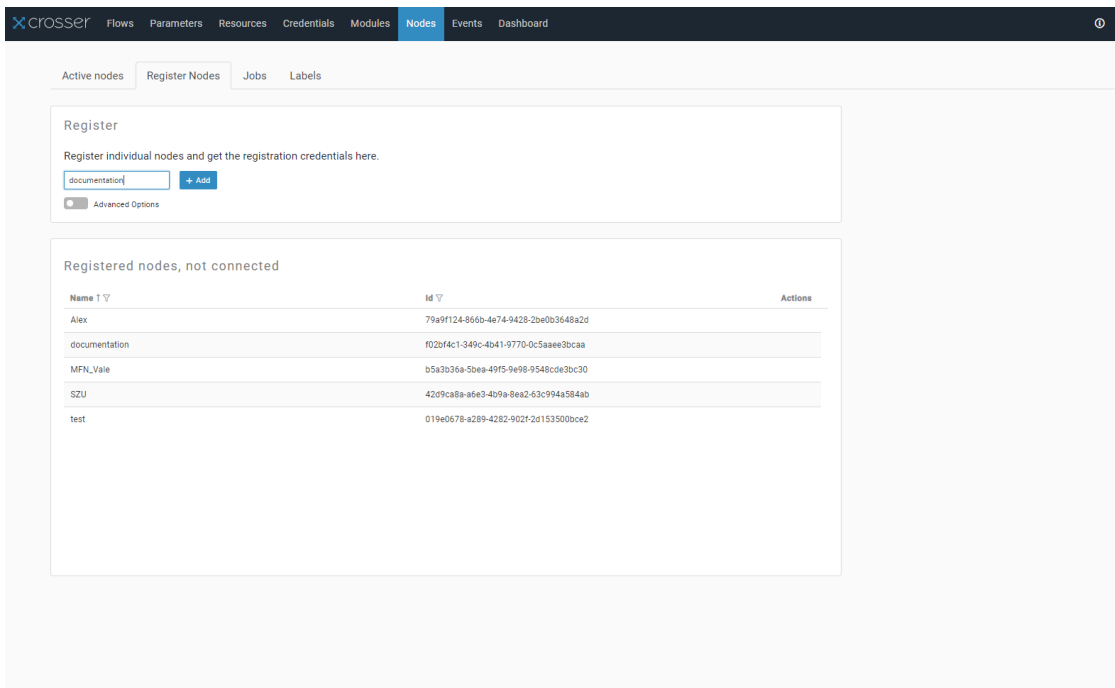 crosser Flows Parameters Resources Credentials Modules Nodes Events Dashboard
Active nodes Register Nodes Jobs Labels
Register
Register individual nodes and get the registration credentials here.
documentation + Add
Advanced Options
Registered nodes, not connected
Name ↑ Id Actions
Alex 79a9f124-866b-4e74-9428-2be0b3648a2d
documentation f02bf4c1-349c-4b41-9770-0c5aaee3bcaa
MFN_Vale b5a3b36a-5bea-49f5-9e98-9548cde3bc30
SZU 42d9ca8a-a6e3-4b9a-8ea2-63c994a584ab
test 019e0678-a289-4282-902f-2d153500bce2